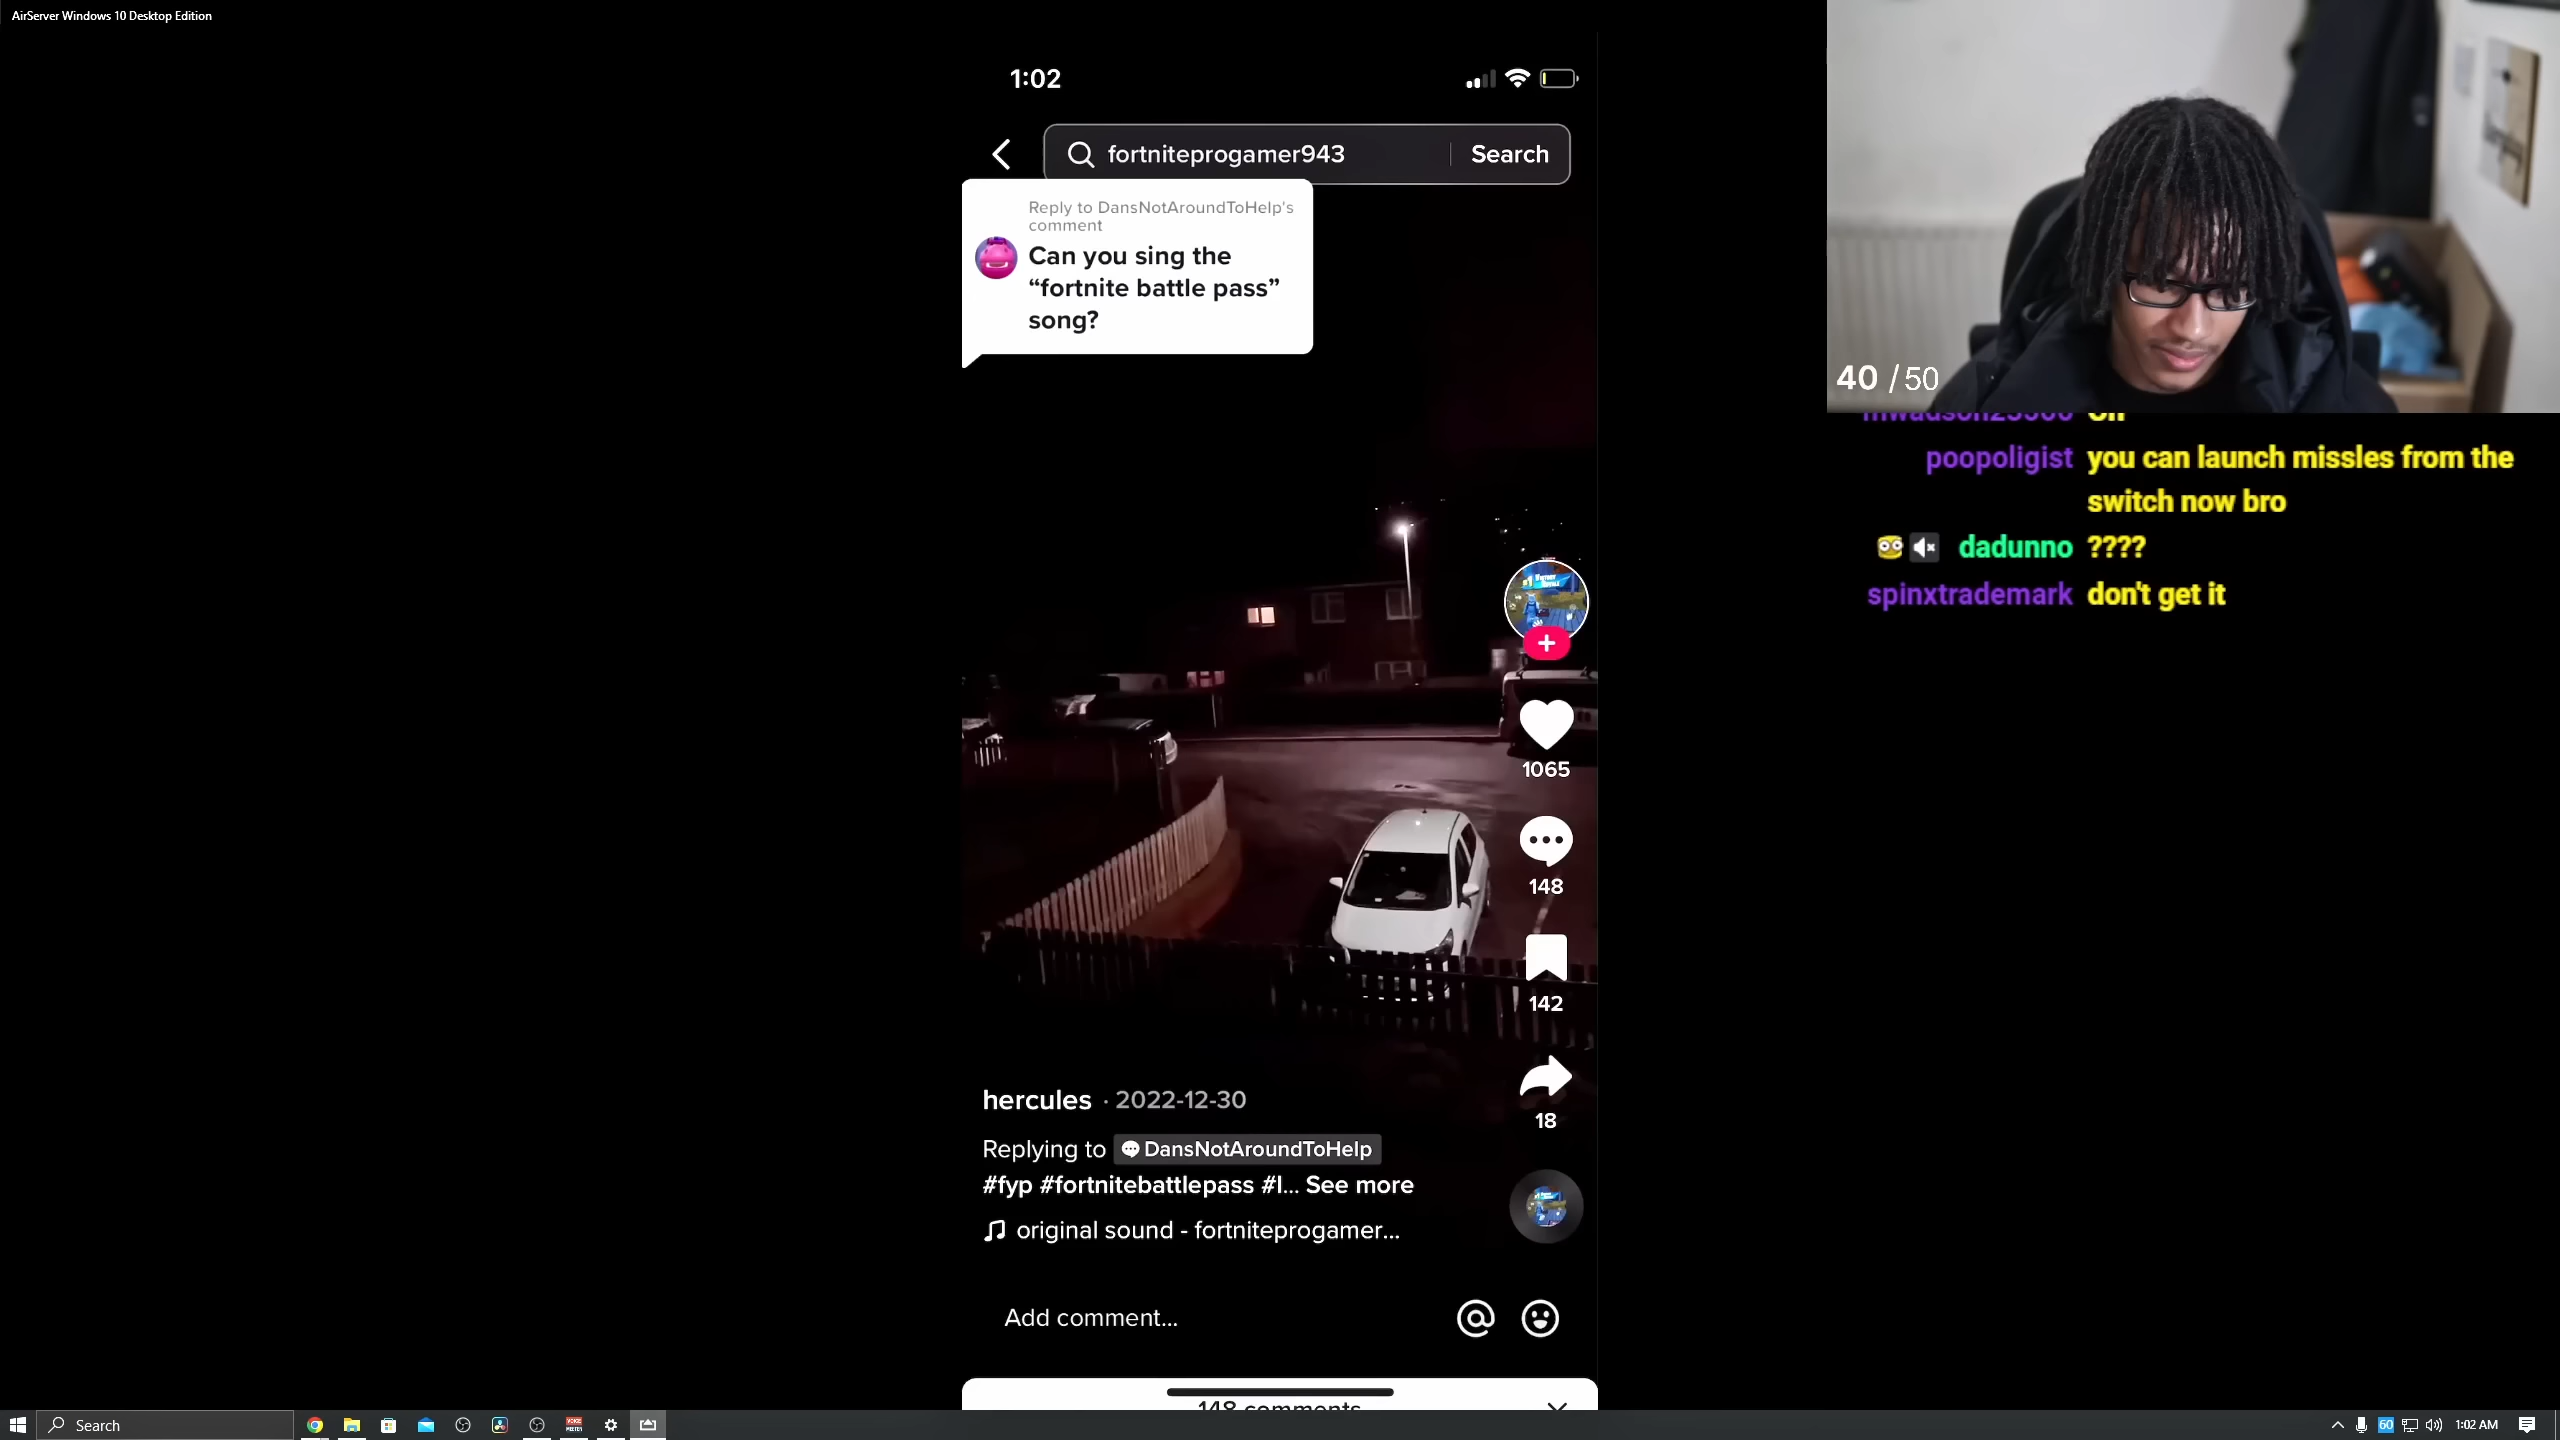 AirServer Windows 10 Desktop Edition
1:02
fortniteprogamer943 Search
Reply to DansNotAroundToHelp's
comment
Can you sing the
“fortnite battle pass”
song?
40 / 50
poopoligist you can launch missles from the
switch now bro
dadunno ????
spinxtrademark don't get it
1065
148
142
18
hercules · 2022-12-30
Replying to DansNotAroundToHelp
#fyp #fortnitebattlepass #l... See more
original sound - fortniteprogamer...
Add comment...
148 comments
Search
60
1:02 AM